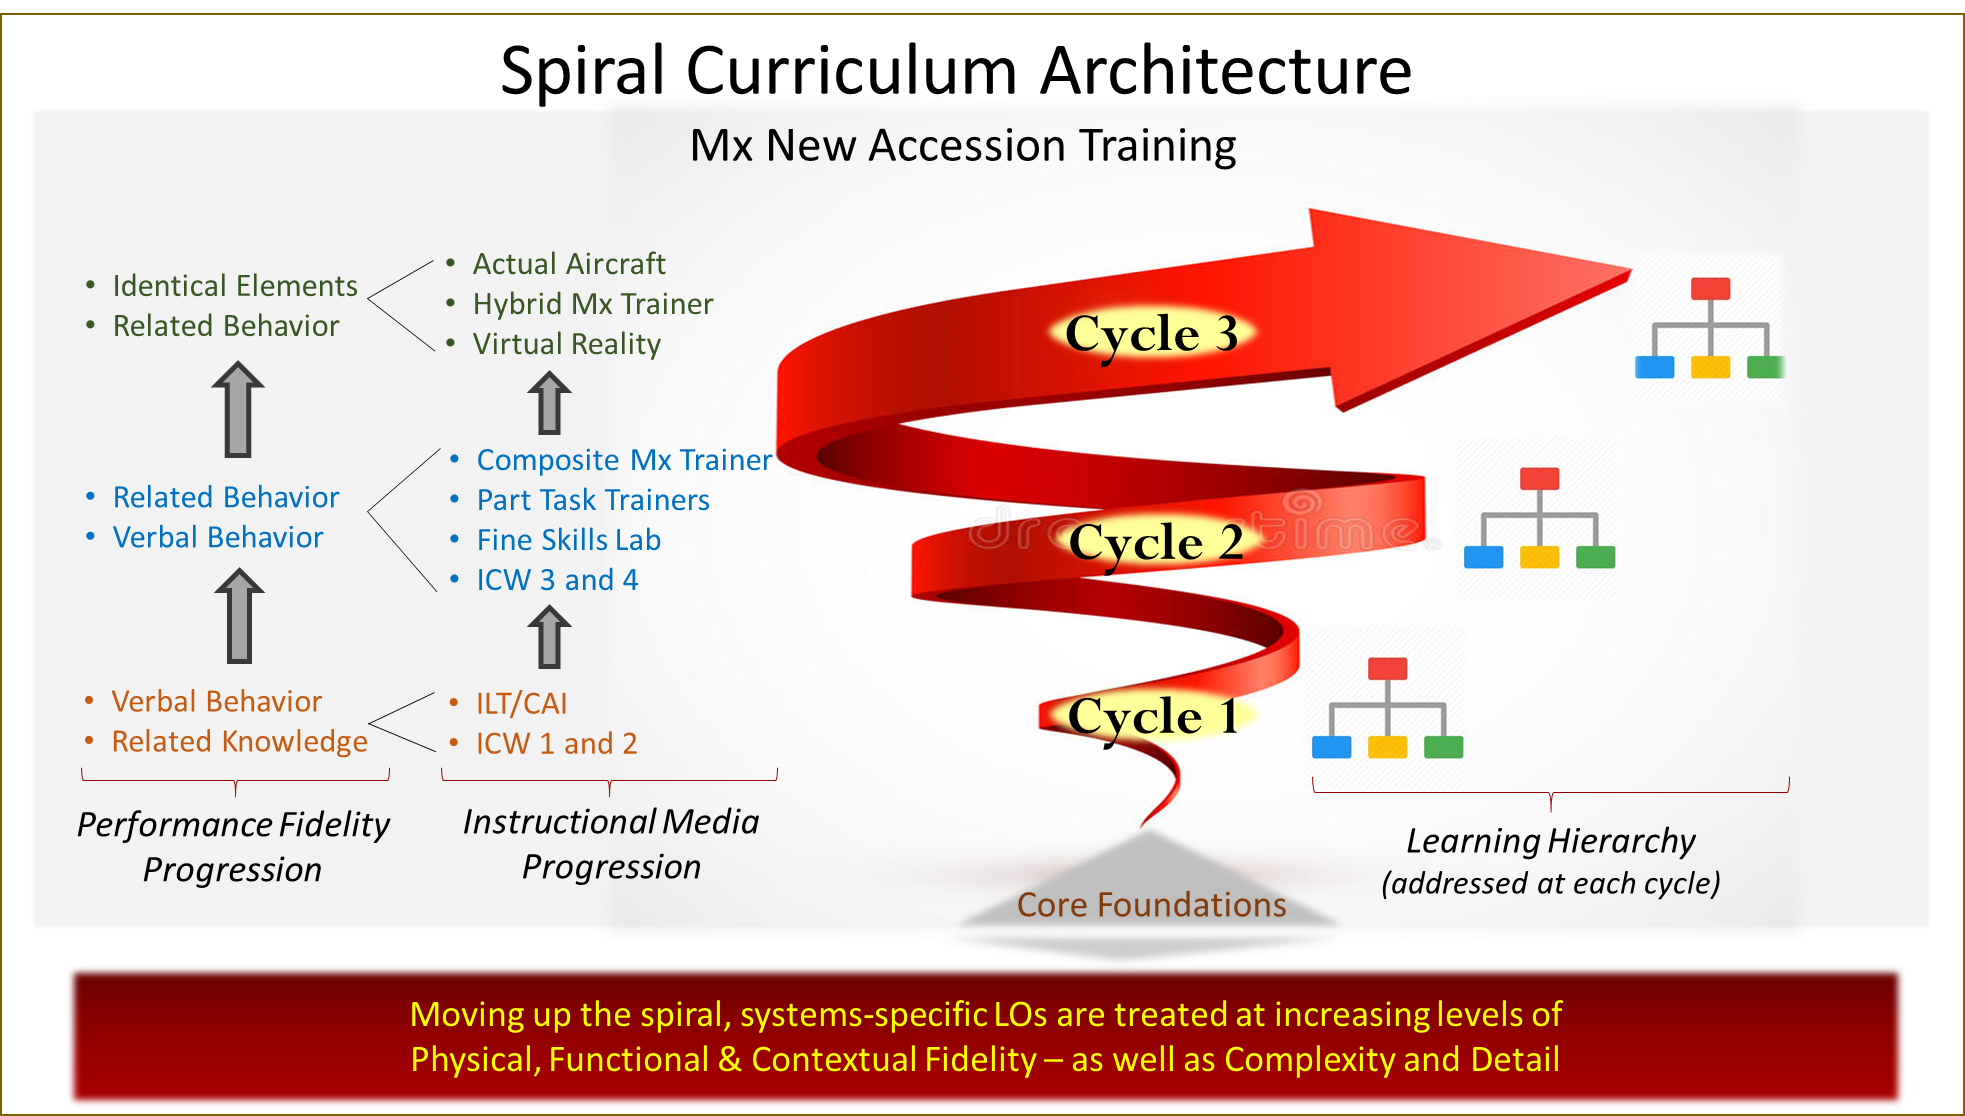 Spiral Curriculum Architecture
Mx New Accession Training
• Identical Elements
• Related Behavior
• Actual Aircraft
• Hybrid Mx Trainer
• Virtual Reality
• Related Behavior
• Verbal Behavior
• Composite Mx Trainer
• Part Task Trainers
• Fine Skills Lab
• ICW 3 and 4
• Verbal Behavior
• Related Knowledge
• ILT/CAI
• ICW 1 and 2
Performance Fidelity
Progression
Instructional Media
Progression
Cycle 3
Cycle 2
Cycle 1
Core Foundations
Learning Hierarchy
(addressed at each cycle)
Moving up the spiral, systems-specific LOs are treated at increasing levels of
Physical, Functional & Contextual Fidelity – as well as Complexity and Detail